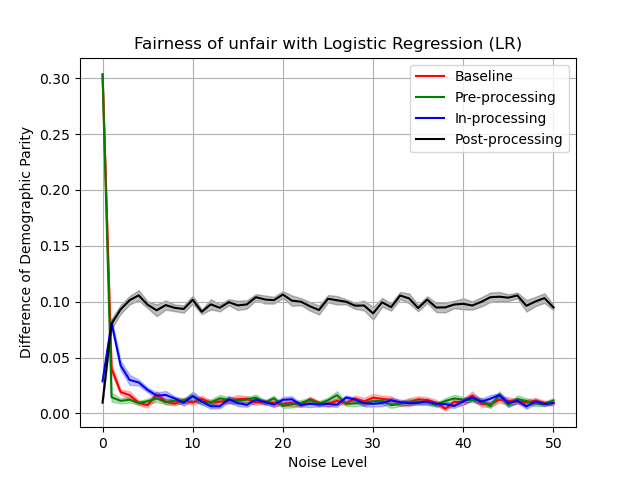 Fairness of unfair with Logistic Regression (LR)
Baseline
Pre-processing
In-processing
Post-processing
Difference of Demographic Parity
0.30
0.25
0.20
0.15
0.10
0.05
0.00
0 10 20 30 40 50
Noise Level